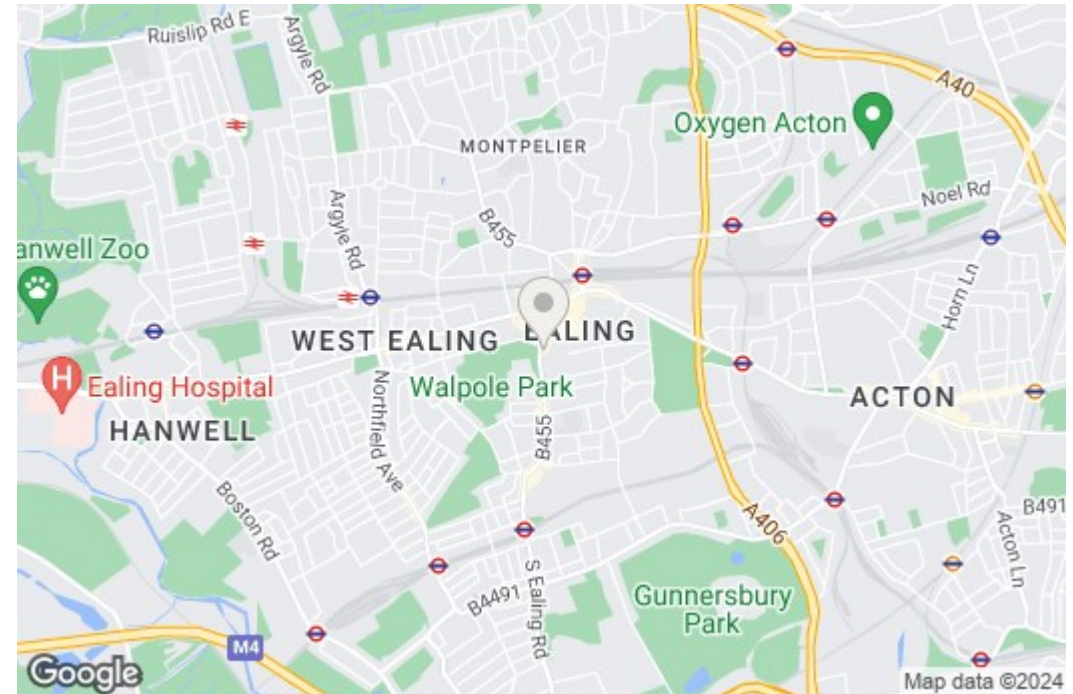 Ruislip Rd E
Argyle Rd
A40
Oxygen Acton
MONTPELIER
Noel Rd
Argyle Rd
B455
anwell Zoo
Horn Ln
WEST EALING
EALING
H
Ealing Hospital
Walpole Park
ACTON
HANWELL
Northfield Ave
B455
Boston Rd
A406
B491
Acton Ln
S Ealing Rd
B4491
Gunnersbury
Park
M4
Google
Map data ©2024